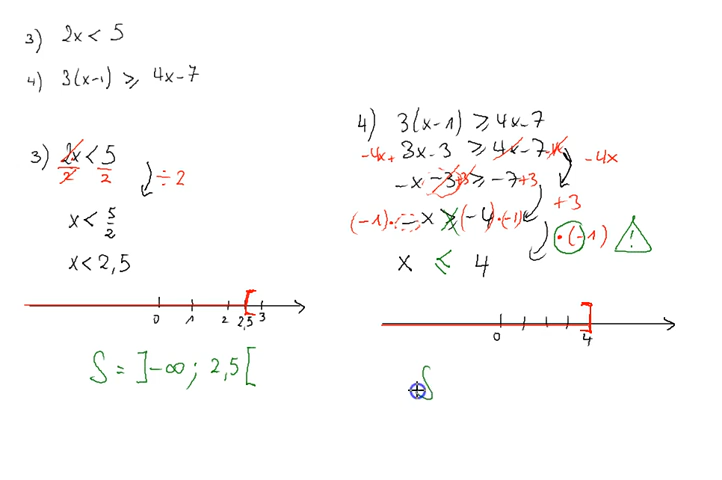 3) 2x < 5
4) 3(x-1) ⩾ 4x-7
3) 2x < 5
2 2 ÷ 2
x < 5/2
x < 2,5
0 1 2 2,5 3
S = ]-∞ ; 2,5[
4) 3(x-1) ⩾ 4x-7
-4x+ 3x-3 ⩾ 4x-7 -4x -4x
-x -3+3 ⩾ -7+3 +3
(-1)· -x ⩾ (-4)·(-1) ·(-1) !
x ⩽ 4
0 4
S